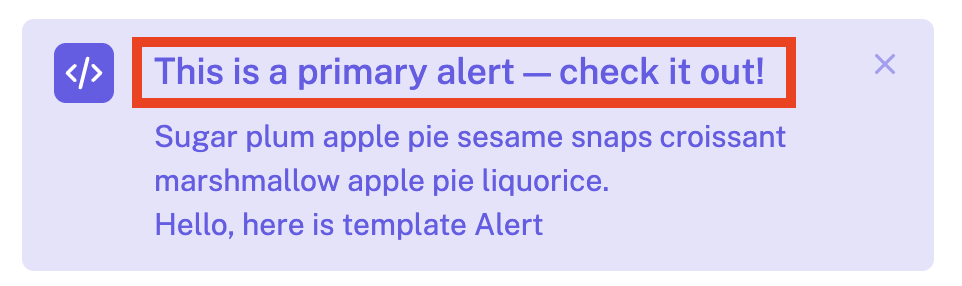 This is a primary alert — check it out!
Sugar plum apple pie sesame snaps croissant
marshmallow apple pie liquorice.
Hello, here is template Alert